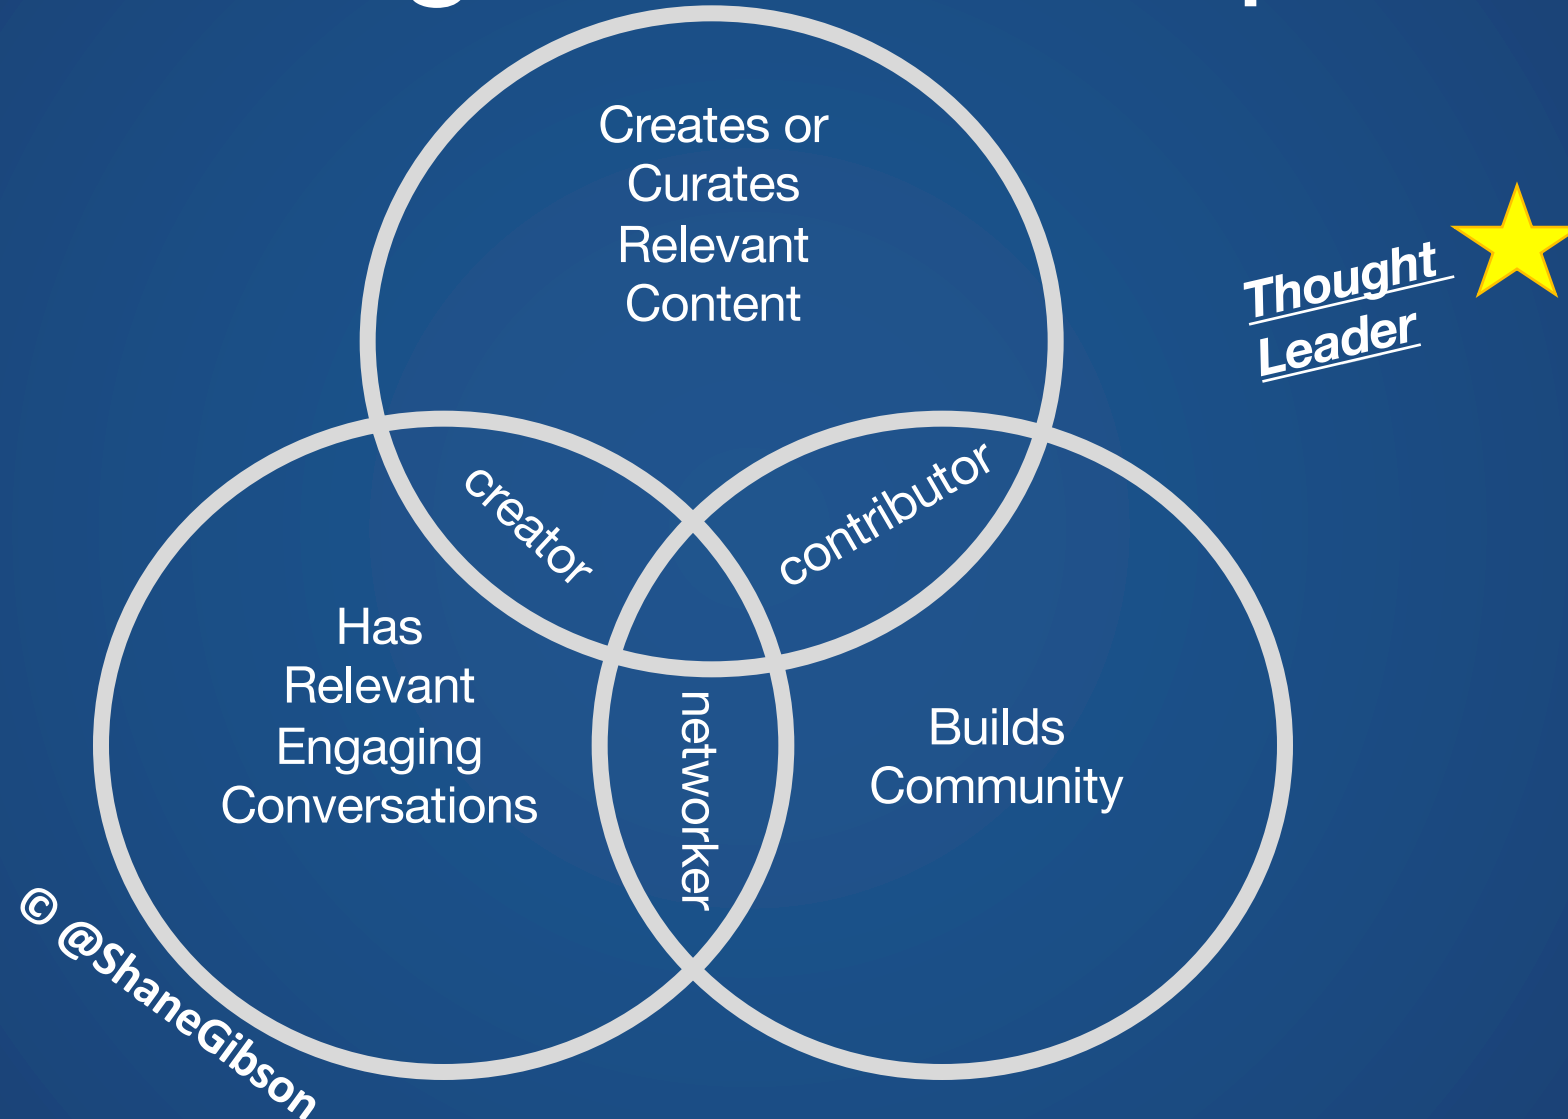 Creates or
Curates
Relevant
Content
Thought
Leader
creator
contributor
Has
Relevant
Engaging
Conversations
networker
Builds
Community
© @ShaneGibson